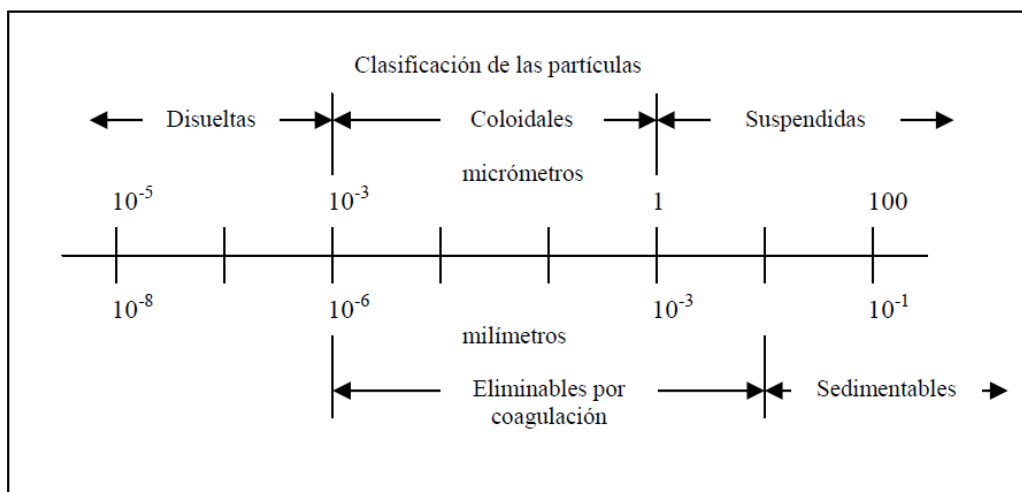 Clasificación de las partículas
Disueltas Coloidales Suspendidas
micrómetros
10⁻⁵ 10⁻³ 1 100
10⁻⁸ 10⁻⁶ 10⁻³ 10⁻¹
milímetros
Eliminables por Sedimentables
coagulación